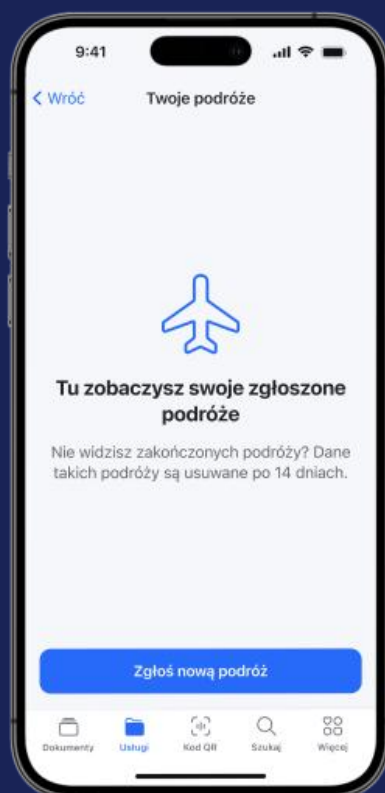 9:41
Wróć
Twoje podróże
Tu zobaczysz swoje zgłoszone
podróże
Nie widzisz zakończonych podróży? Dane
takich podróży są usuwane po 14 dniach.
Zgłoś nową podróż
Dokumenty Usługi Kod QR Szukaj Więcej